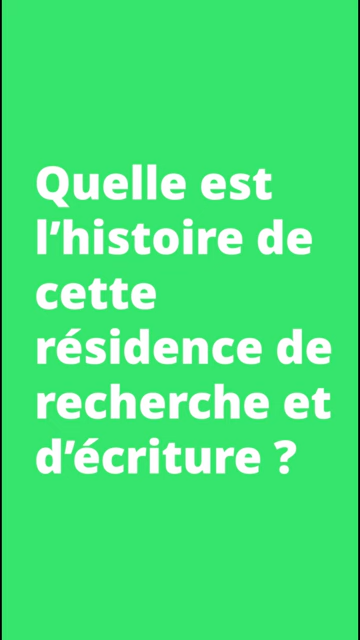 Quelle est
l’histoire de
cette
résidence de
recherche et
d’écriture ?